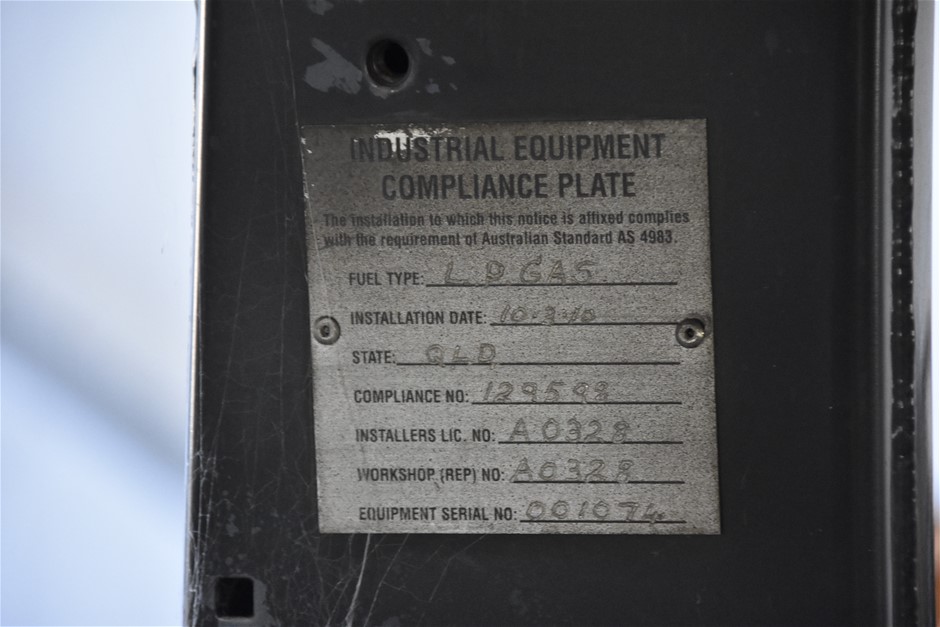 INDUSTRIAL EQUIPMENT
COMPLIANCE PLATE
The installation to which this notice is affixed complies
with the requirement of Australian Standard AS 4983.
FUEL TYPE: L P GAS
INSTALLATION DATE: 10·3·10
STATE: QLD
COMPLIANCE NO: 129598
INSTALLERS LIC. NO: A0328
WORKSHOP (REP) NO: A0328
EQUIPMENT SERIAL NO: 001074